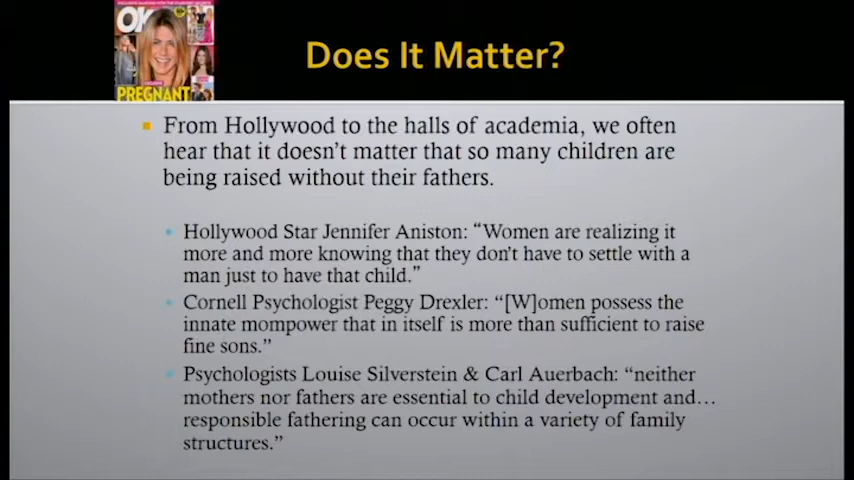 OK
PREGNANT
Does It Matter?
From Hollywood to the halls of academia, we often
hear that it doesn't matter that so many children are
being raised without their fathers.
Hollywood Star Jennifer Aniston: “Women are realizing it
more and more knowing that they don't have to settle with a
man just to have that child.”
Cornell Psychologist Peggy Drexler: “[W]omen possess the
innate mompower that in itself is more than sufficient to raise
fine sons.”
Psychologists Louise Silverstein & Carl Auerbach: “neither
mothers nor fathers are essential to child development and…
responsible fathering can occur within a variety of family
structures.”